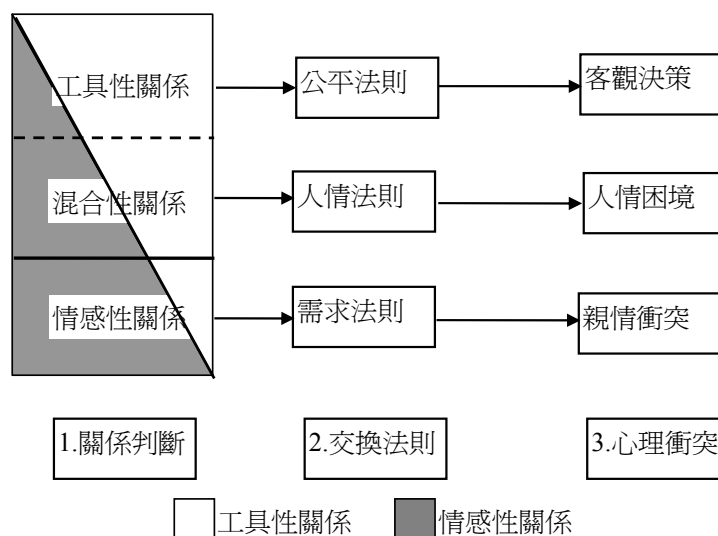 工具性關係
公平法則
客觀決策
混合性關係
人情法則
人情困境
情感性關係
需求法則
親情衝突
1.關係判斷
2.交換法則
3.心理衝突
工具性關係
情感性關係